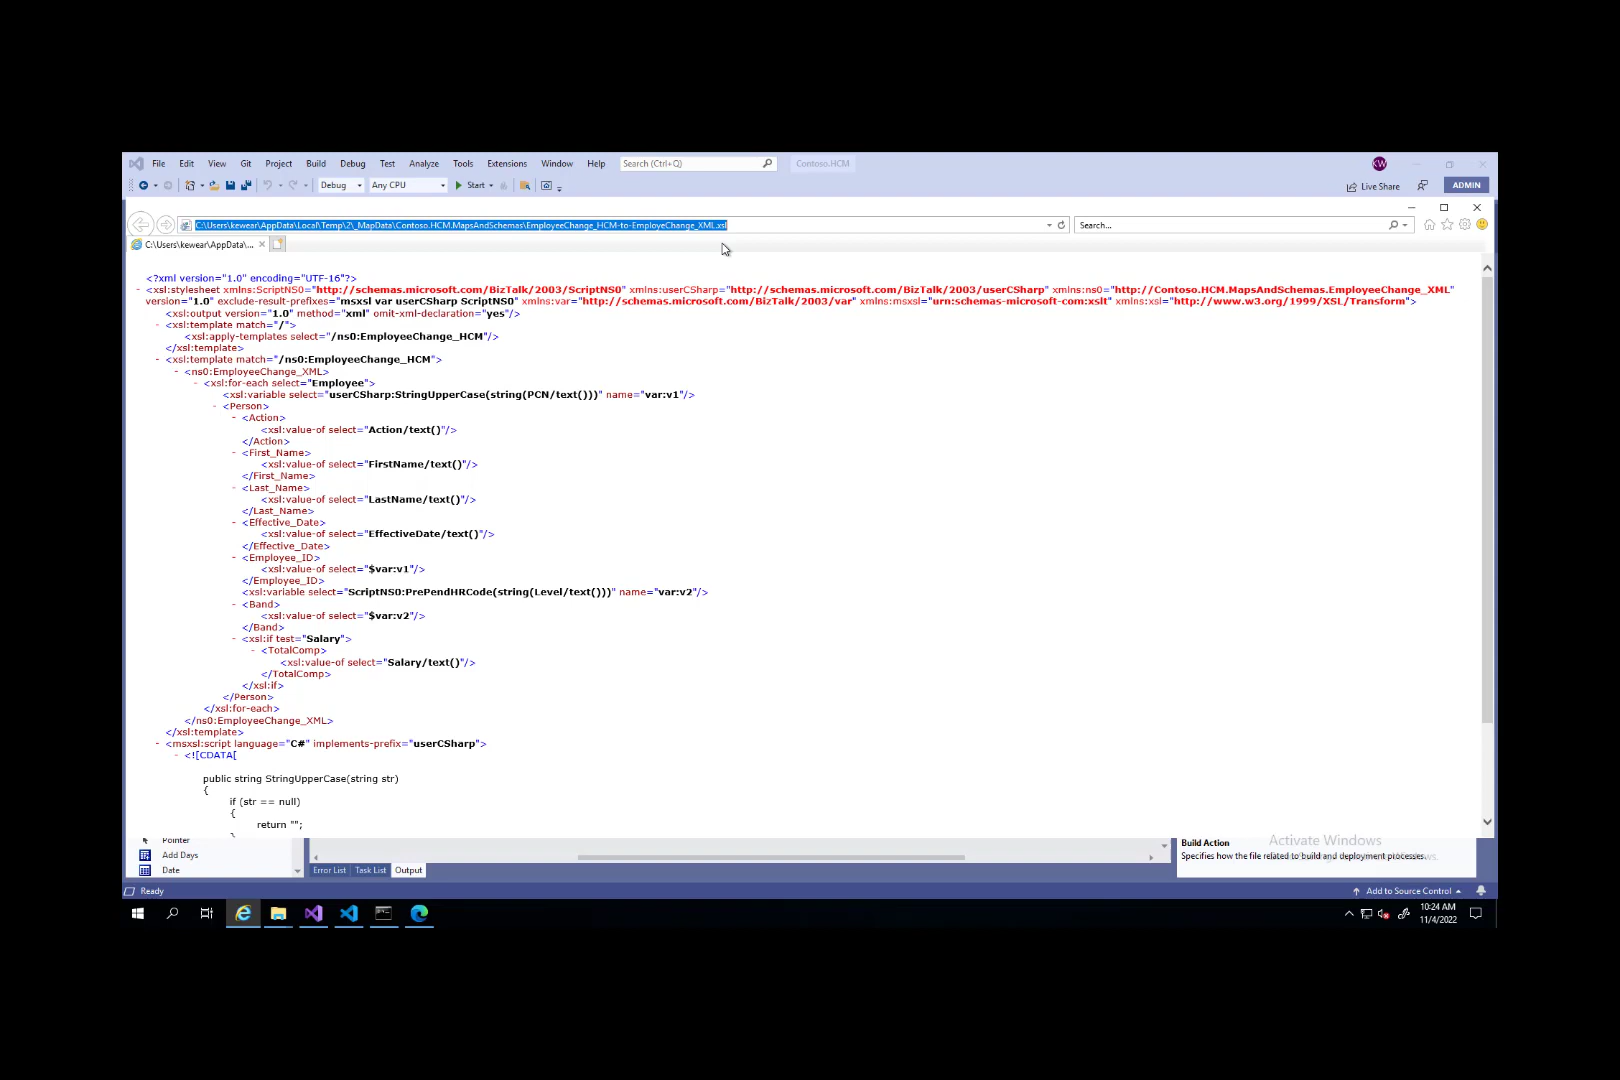 File Edit View Git Project Build Debug Test Analyze Tools Extensions Window Help Search (Ctrl+Q) Contoso.HCM KW
Debug Any CPU Start Live Share ADMIN
C:\Users\kewear\AppData\Local\Temp\2\_MapData\Contoso.HCM.MapsAndSchemas\EmployeeChange_HCM-to-EmployeChange_XML.xsl Search...
C:\Users\kewear\AppData\...
<?xml version="1.0" encoding="UTF-16"?>
- <xsl:stylesheet xmlns:ScriptNS0="http://schemas.microsoft.com/BizTalk/2003/ScriptNS0" xmlns:userCSharp="http://schemas.microsoft.com/BizTalk/2003/userCSharp" xmlns:ns0="http://Contoso.HCM.MapsAndSchemas.EmployeeChange_XML"
version="1.0" exclude-result-prefixes="msxsl var userCSharp ScriptNS0" xmlns:var="http://schemas.microsoft.com/BizTalk/2003/var" xmlns:msxsl="urn:schemas-microsoft-com:xslt" xmlns:xsl="http://www.w3.org/1999/XSL/Transform">
<xsl:output version="1.0" method="xml" omit-xml-declaration="yes"/>
- <xsl:template match="/">
<xsl:apply-templates select="/ns0:EmployeeChange_HCM"/>
</xsl:template>
- <xsl:template match="/ns0:EmployeeChange_HCM">
- <ns0:EmployeeChange_XML>
- <xsl:for-each select="Employee">
<xsl:variable select="userCSharp:StringUpperCase(string(PCN/text()))" name="var:v1"/>
- <Person>
- <Action>
<xsl:value-of select="Action/text()"/>
</Action>
- <First_Name>
<xsl:value-of select="FirstName/text()"/>
</First_Name>
- <Last_Name>
<xsl:value-of select="LastName/text()"/>
</Last_Name>
- <Effective_Date>
<xsl:value-of select="EffectiveDate/text()"/>
</Effective_Date>
- <Employee_ID>
<xsl:value-of select="$var:v1"/>
</Employee_ID>
<xsl:variable select="ScriptNS0:PrePendHRCode(string(Level/text()))" name="var:v2"/>
- <Band>
<xsl:value-of select="$var:v2"/>
</Band>
- <xsl:if test="Salary">
- <TotalComp>
<xsl:value-of select="Salary/text()"/>
</TotalComp>
</xsl:if>
</Person>
</xsl:for-each>
</ns0:EmployeeChange_XML>
</xsl:template>
- <msxsl:script language="C#" implements-prefix="userCSharp">
- <![CDATA[
public string StringUpperCase(string str)
{
if (str == null)
{
return "";
}
Pointer Build Action Activate Windows
Add Days Specifies how the file related to build and deployment processes.
Date Error List Task List Output
Ready Add to Source Control
10:24 AM
11/4/2022